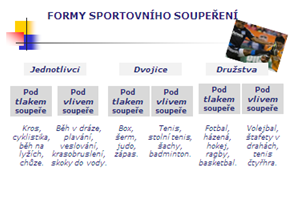 FORMY SPORTOVNÍHO SOUPEŘENÍ
Jednotlivci
Dvojice
Družstva
Pod
tlakem
soupeře
Pod
vlivem
soupeře
Pod
tlakem
soupeře
Pod
vlivem
soupeře
Pod
tlakem
soupeře
Pod
vlivem
soupeře
Kros,
cyklistika,
běh na
lyžích,
chůze.
Běh v dráze,
plavání,
veslování,
krasobruslení,
skoky do vody.
Box,
šerm,
judo,
zápas.
Tenis,
stolní tenis,
šachy,
badminton.
Fotbal,
házená,
hokej,
ragby,
basketbal.
Volejbal,
štafety v
drahách,
tenis
čtyřhra.